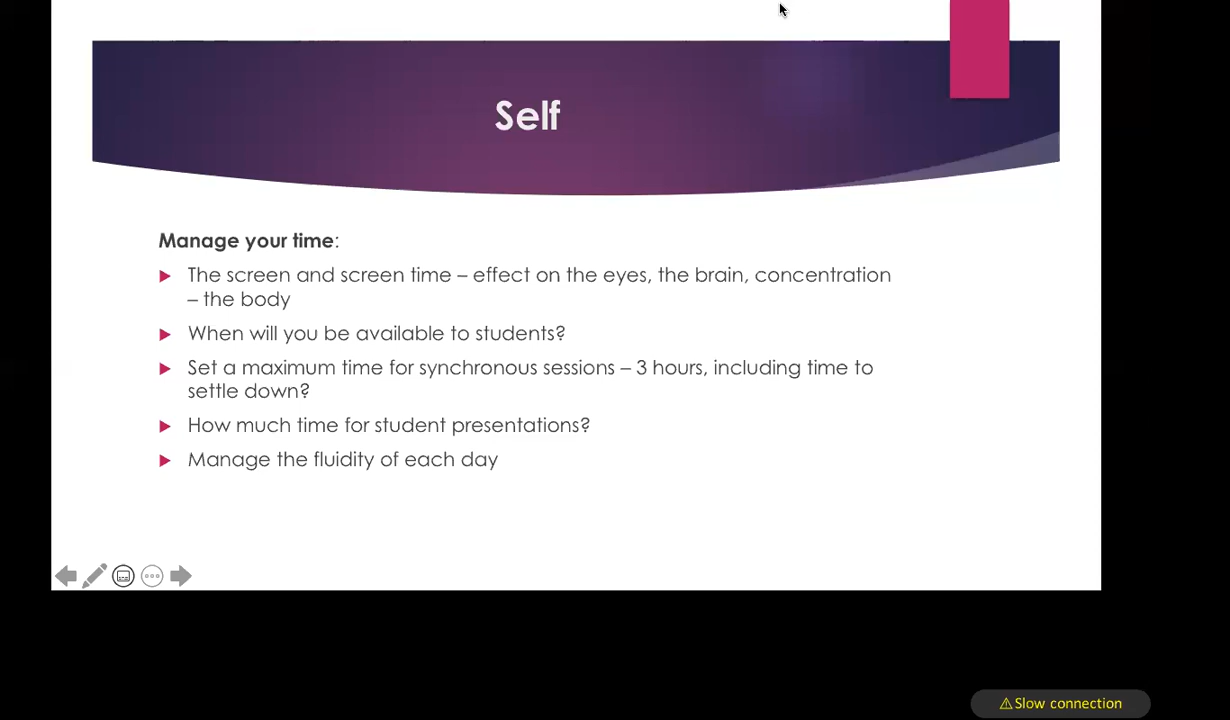 Self
Manage your time:
The screen and screen time – effect on the eyes, the brain, concentration
– the body
When will you be available to students?
Set a maximum time for synchronous sessions – 3 hours, including time to
settle down?
How much time for student presentations?
Manage the fluidity of each day
⚠Slow connection